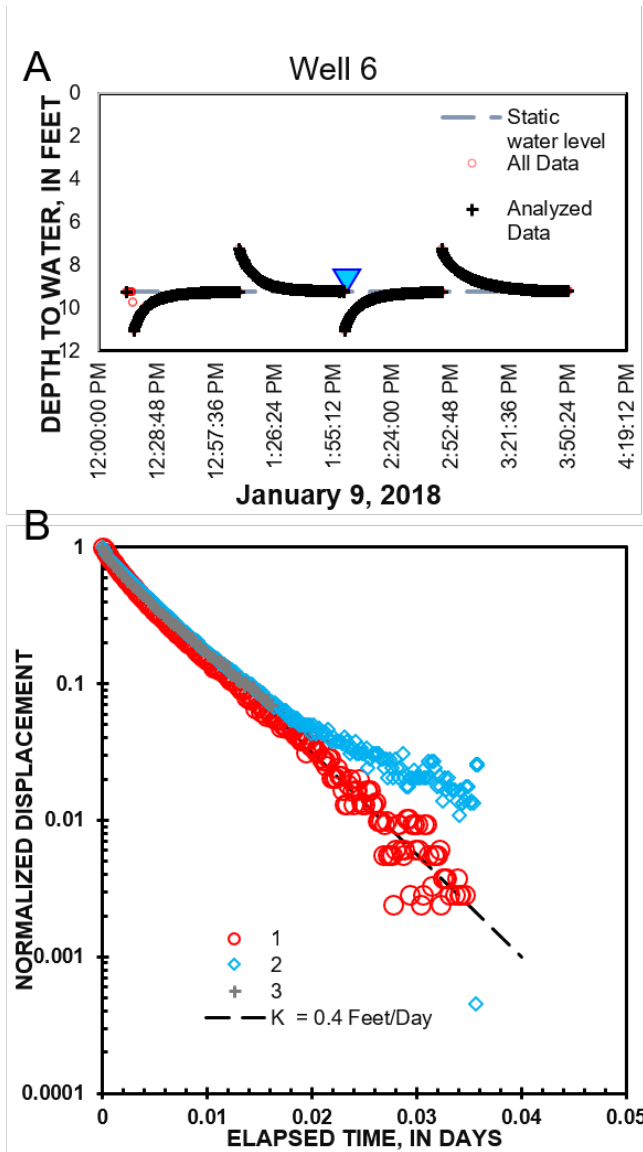 A
Well 6
DEPTH TO WATER, IN FEET
0
2
4
6
8
10
12
Static
water level
All Data
Analyzed
Data
12:00:00 PM
12:28:48 PM
12:57:36 PM
1:26:24 PM
1:55:12 PM
2:24:00 PM
2:52:48 PM
3:21:36 PM
3:50:24 PM
4:19:12 PM
January 9, 2018
B
NORMALIZED DISPLACEMENT
1
0.1
0.01
0.001
0.0001
1
2
3
K = 0.4 Feet/Day
0
0.01
0.02
0.03
0.04
0.05
ELAPSED TIME, IN DAYS